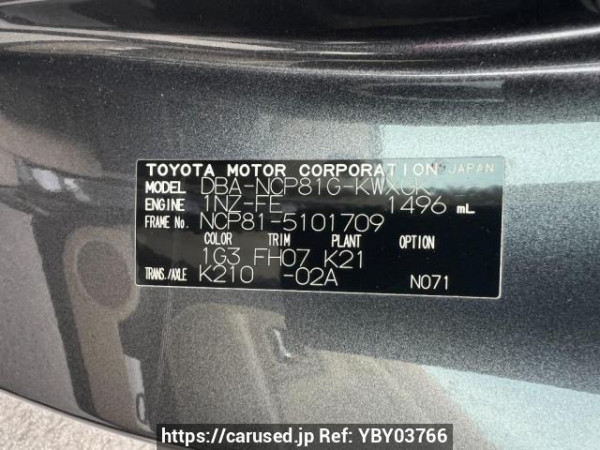 TOYOTA MOTOR CORPORATION JAPAN
MODEL DBA-NCP81G-KWXGK
ENGINE 1NZ-FE 1496 mL
FRAME No. NCP81-5101709
COLOR TRIM PLANT OPTION
1G3 FH07 K21
TRANS./AXLE K210 -02A N071
https://carused.jp Ref: YBY03766